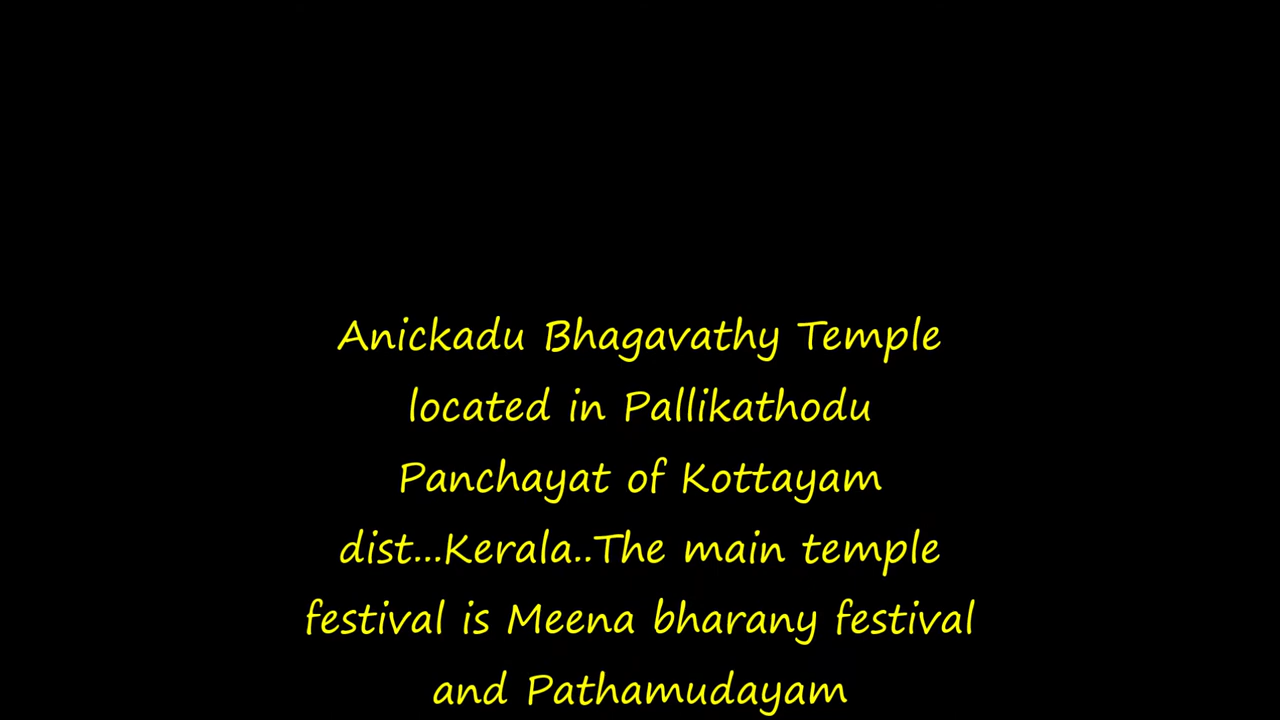 Anickadu Bhagavathy Temple
located in Pallikathodu
Panchayat of Kottayam
dist...Kerala..The main temple
festival is Meena bharany festival
and Pathamudayam